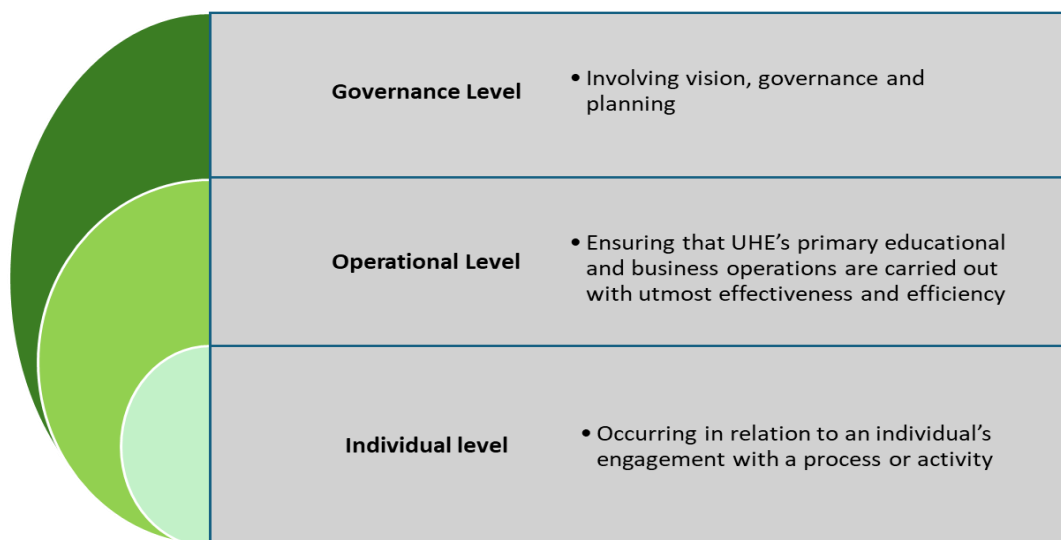 Governance Level
• Involving vision, governance and
planning
Operational Level
• Ensuring that UHE’s primary educational
and business operations are carried out
with utmost effectiveness and efficiency
Individual level
• Occurring in relation to an individual’s
engagement with a process or activity